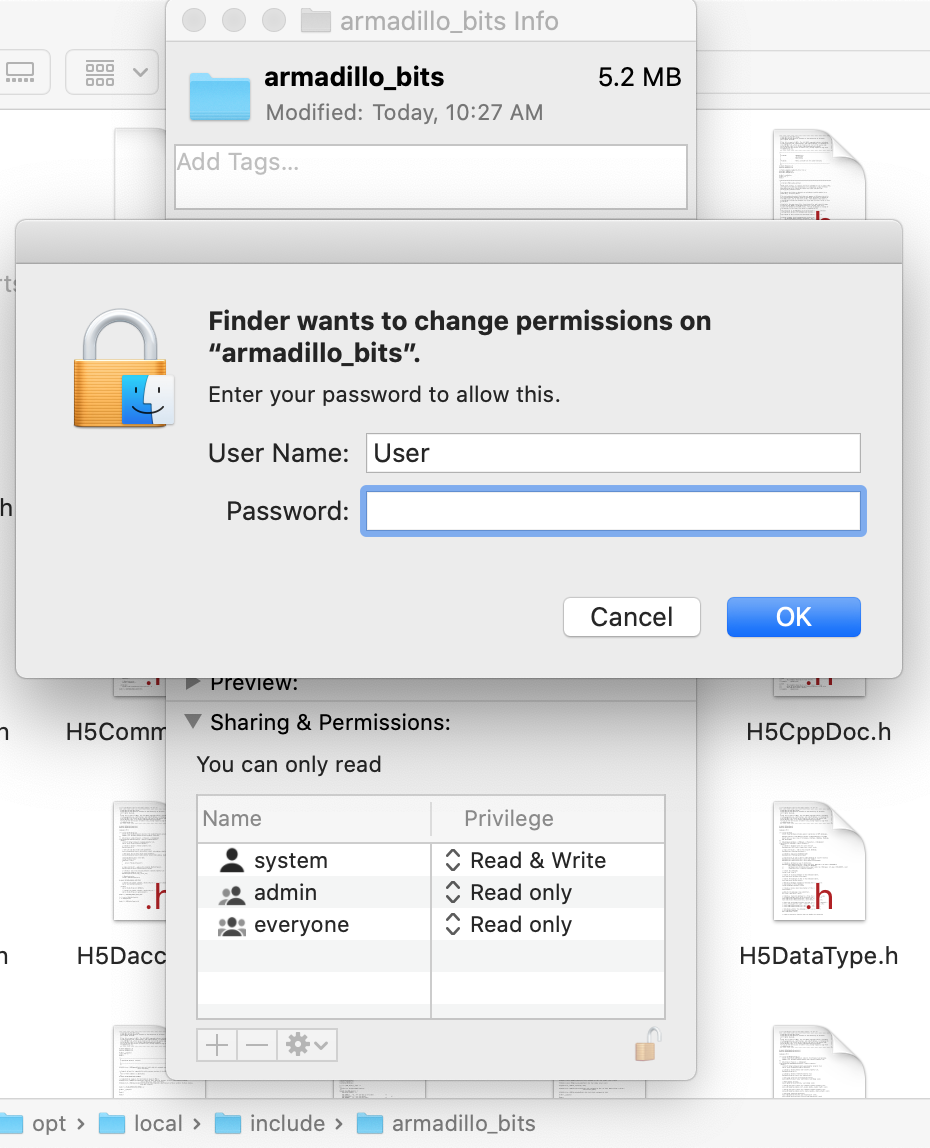 armadillo_bits Info
armadillo_bits 5.2 MB
Modified: Today, 10:27 AM
Add Tags...
Finder wants to change permissions on
“armadillo_bits”.
Enter your password to allow this.
User Name: User
Password:
Cancel OK
Preview:
Sharing & Permissions:
You can only read
Name Privilege
system Read & Write
admin Read only
everyone Read only
.h
h
.h
.h
h
H5Comm
H5CppDoc.h
.h
.h
h
H5Dacc
H5DataType.h
opt › local › include › armadillo_bits